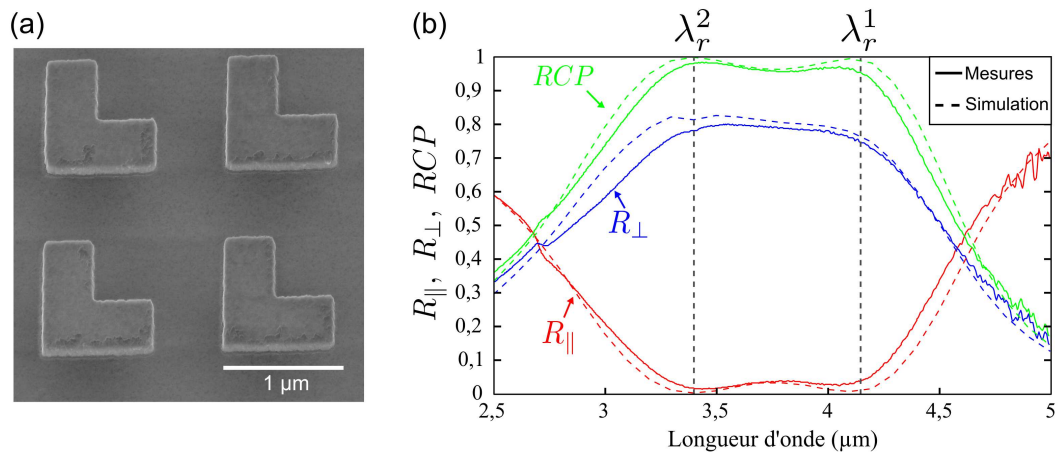 (a)
1 µm
(b)
λ_r^2
λ_r^1
R_∥, R_⊥, RCP
1
0,9
0,8
0,7
0,6
0,5
0,4
0,3
0,2
0,1
0
RCP
R_⊥
R_∥
Mesures
Simulation
2,5
3
3,5
4
4,5
5
Longueur d'onde (µm)